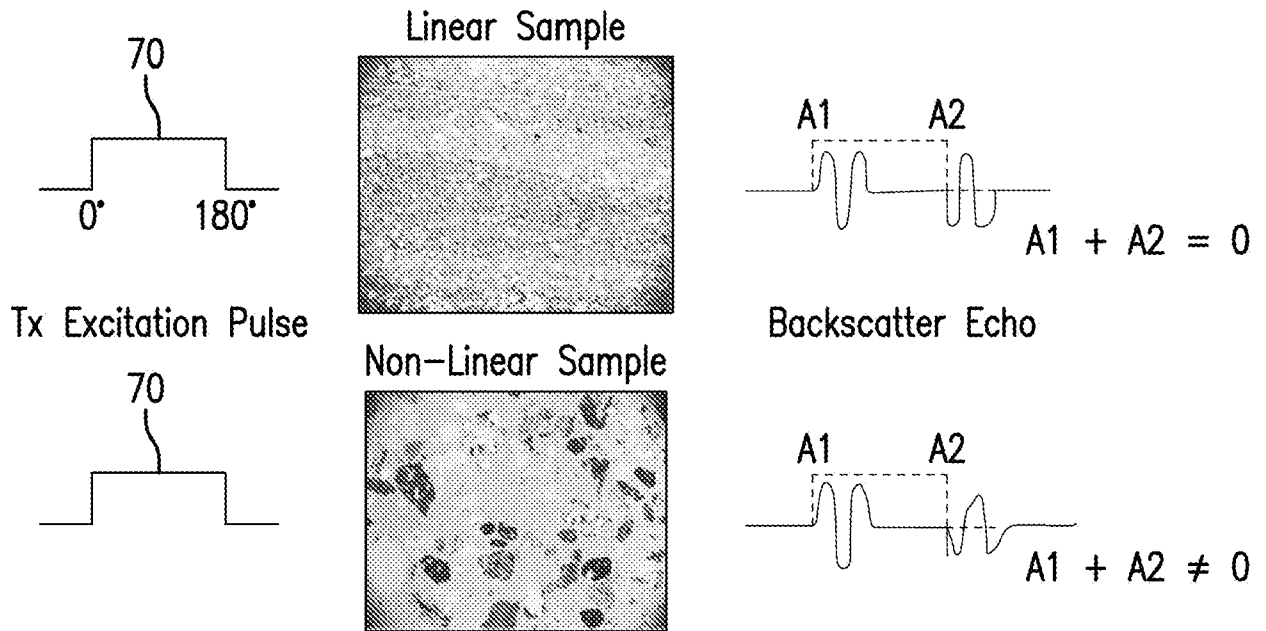 Linear Sample
70
0° 180°
A1 A2
A1 + A2 = 0
Tx Excitation Pulse
Backscatter Echo
Non-Linear Sample
70
A1 A2
A1 + A2 ≠ 0